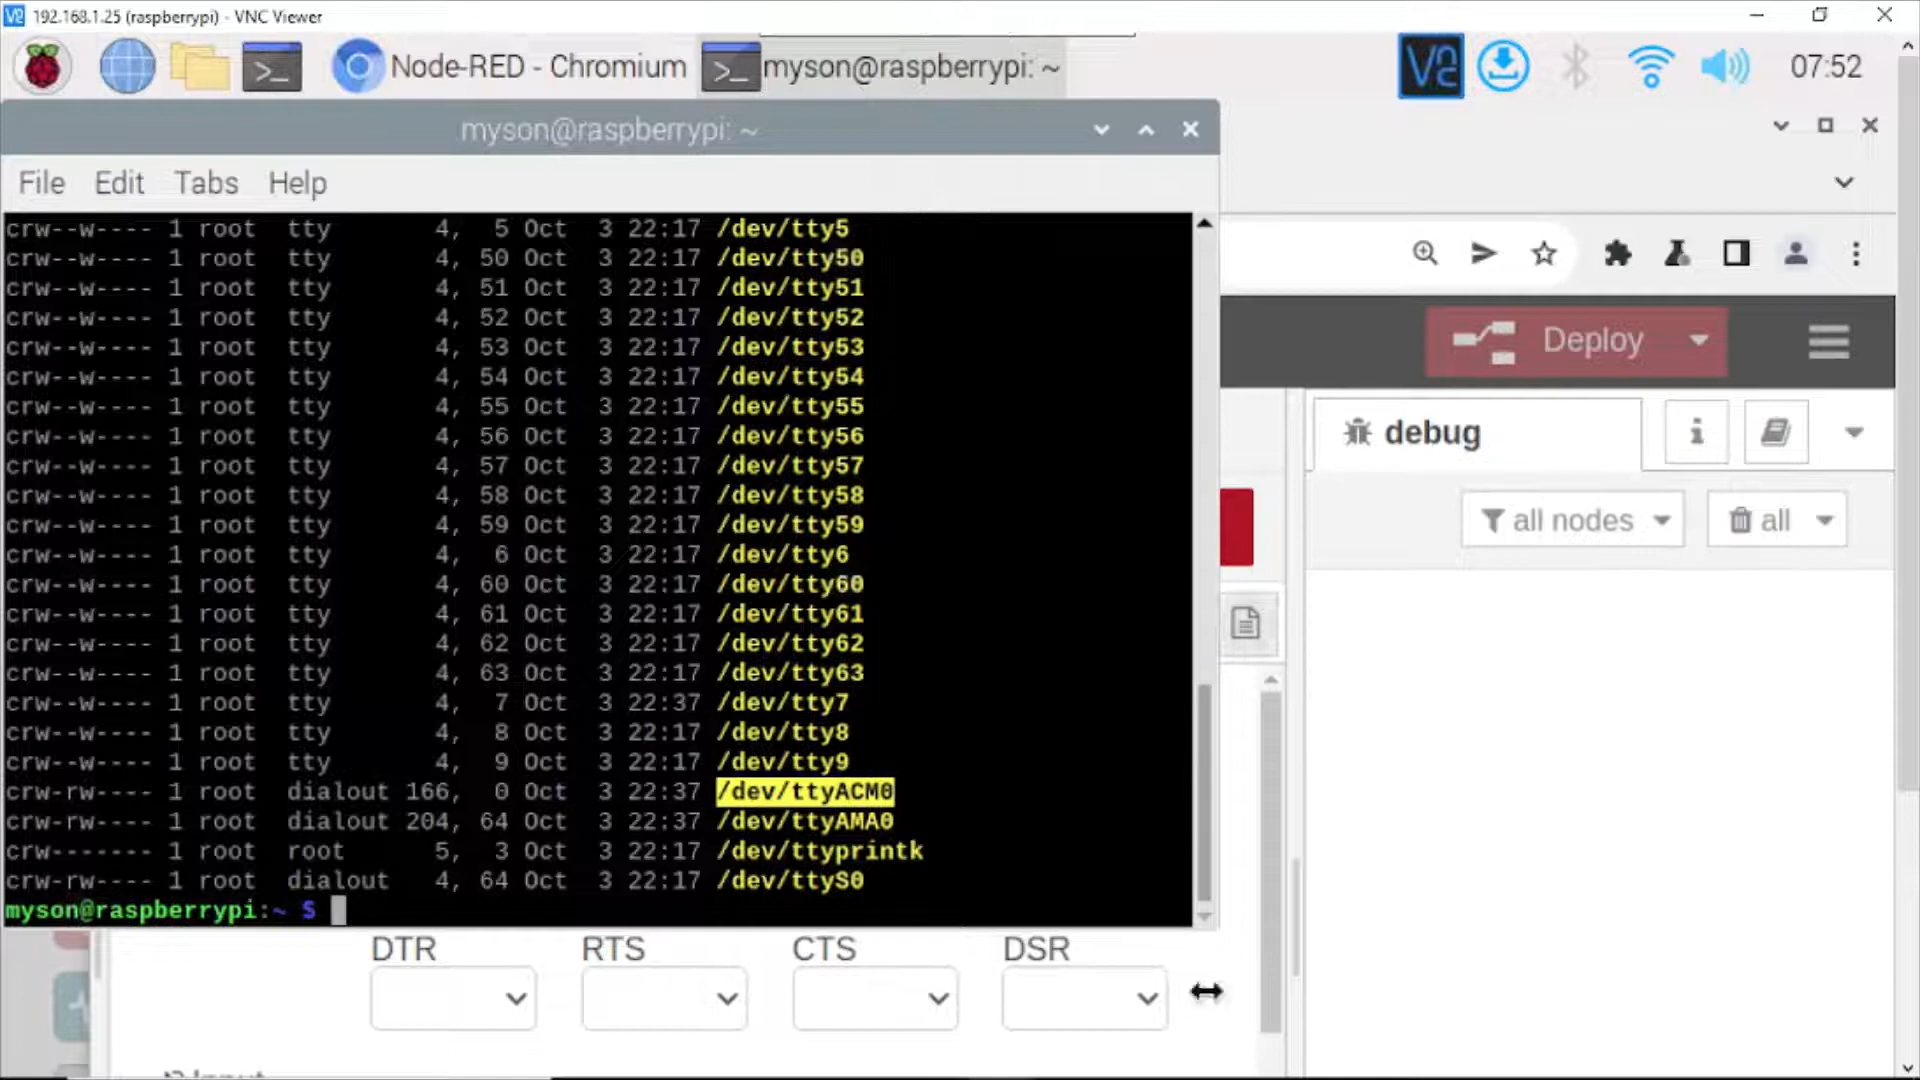 192.168.1.25 (raspberrypi) - VNC Viewer
Node-RED - Chromium
myson@raspberrypi: ~
07:52
myson@raspberrypi: ~
File Edit Tabs Help
crw--w---- 1 root tty 4, 5 Oct 3 22:17 /dev/tty5
crw--w---- 1 root tty 4, 50 Oct 3 22:17 /dev/tty50
crw--w---- 1 root tty 4, 51 Oct 3 22:17 /dev/tty51
crw--w---- 1 root tty 4, 52 Oct 3 22:17 /dev/tty52
crw--w---- 1 root tty 4, 53 Oct 3 22:17 /dev/tty53
crw--w---- 1 root tty 4, 54 Oct 3 22:17 /dev/tty54
crw--w---- 1 root tty 4, 55 Oct 3 22:17 /dev/tty55
crw--w---- 1 root tty 4, 56 Oct 3 22:17 /dev/tty56
crw--w---- 1 root tty 4, 57 Oct 3 22:17 /dev/tty57
crw--w---- 1 root tty 4, 58 Oct 3 22:17 /dev/tty58
crw--w---- 1 root tty 4, 59 Oct 3 22:17 /dev/tty59
crw--w---- 1 root tty 4, 6 Oct 3 22:17 /dev/tty6
crw--w---- 1 root tty 4, 60 Oct 3 22:17 /dev/tty60
crw--w---- 1 root tty 4, 61 Oct 3 22:17 /dev/tty61
crw--w---- 1 root tty 4, 62 Oct 3 22:17 /dev/tty62
crw--w---- 1 root tty 4, 63 Oct 3 22:17 /dev/tty63
crw--w---- 1 root tty 4, 7 Oct 3 22:37 /dev/tty7
crw--w---- 1 root tty 4, 8 Oct 3 22:17 /dev/tty8
crw--w---- 1 root tty 4, 9 Oct 3 22:17 /dev/tty9
crw-rw---- 1 root dialout 166, 0 Oct 3 22:37 /dev/ttyACM0
crw-rw---- 1 root dialout 204, 64 Oct 3 22:37 /dev/ttyAMA0
crw------- 1 root root 5, 3 Oct 3 22:17 /dev/ttyprintk
crw-rw---- 1 root dialout 4, 64 Oct 3 22:17 /dev/ttyS0
myson@raspberrypi:~ $
Deploy
debug
all nodes
all
DTR RTS CTS DSR